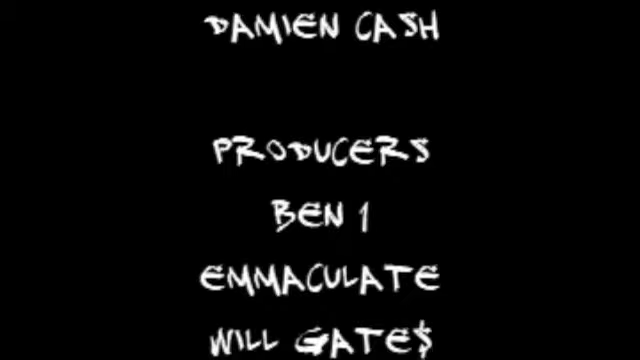 DAMIEN CASH
PRODUCERS
BEN 1
EMMACULATE
WILL GATE$